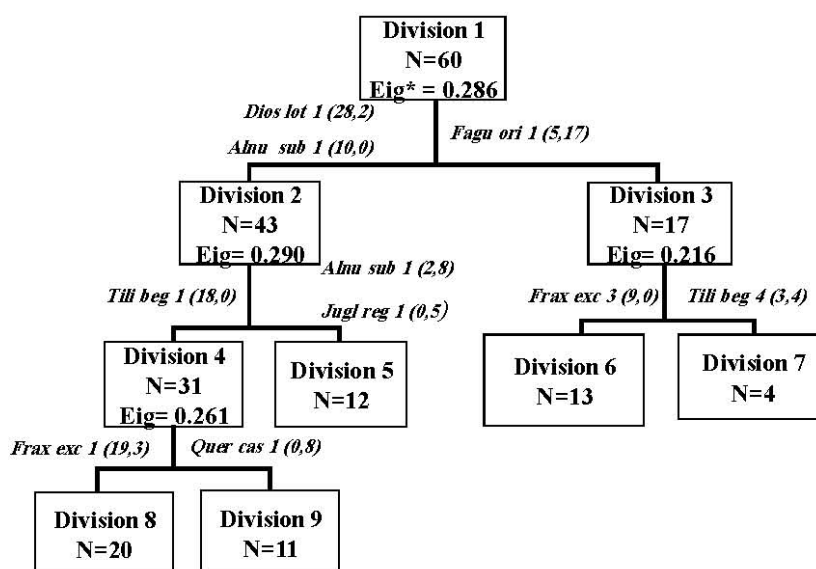 Division 1
N=60
Eig* = 0.286
Dios lot 1 (28,2)
Fagu ori 1 (5,17)
Alnu sub 1 (10,0)
Division 2
N=43
Eig= 0.290
Division 3
N=17
Eig= 0.216
Alnu sub 1 (2,8)
Tili beg 1 (18,0)
Jugl reg 1 (0,5)
Frax exc 3 (9,0)
Tili beg 4 (3,4)
Division 4
N=31
Eig= 0.261
Division 5
N=12
Division 6
N=13
Division 7
N=4
Frax exc 1 (19,3)
Quer cas 1 (0,8)
Division 8
N=20
Division 9
N=11